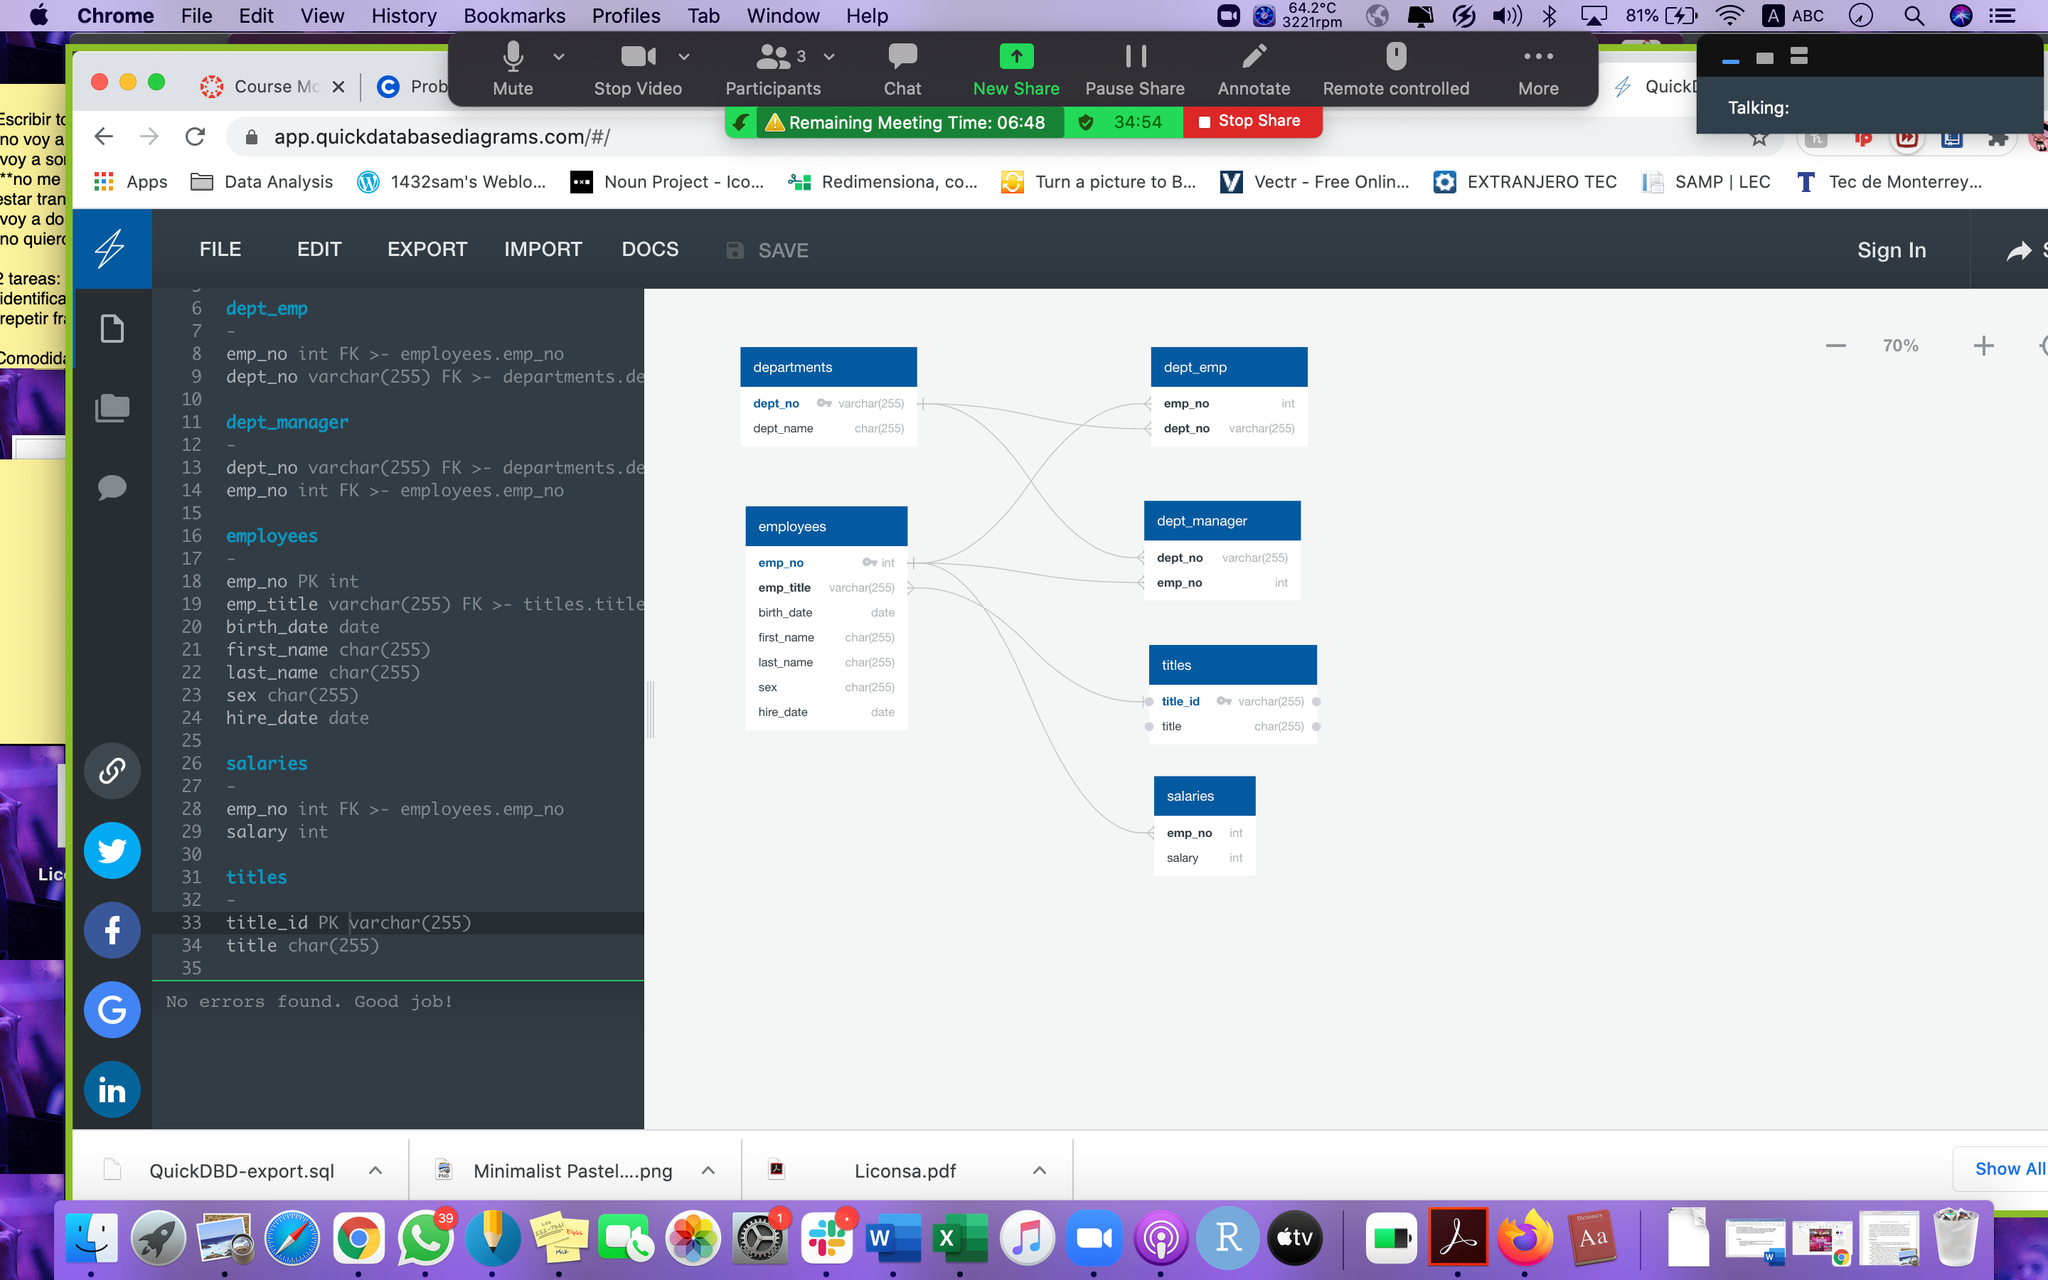 Chrome File Edit View History Bookmarks Profiles Tab Window Help
64.2°C
3221rpm
81%
A ABC
Mute
Stop Video
3
Participants
Chat
New Share
Pause Share
Annotate
Remote controlled
More
Talking:
Remaining Meeting Time: 06:48
34:54
Stop Share
Course Mo
Prob
QuickD
app.quickdatabasediagrams.com/#/
Apps
Data Analysis
1432sam's Weblo...
Noun Project - Ico...
Redimensiona, co...
Turn a picture to B...
Vectr - Free Onlin...
EXTRANJERO TEC
SAMP | LEC
Tec de Monterrey...
Escribir to
no voy a
voy a so
**no me
estar tran
voy a do
no quiero
2 tareas:
identifica
repetir fra
Comodida
Lico
FILE
EDIT
EXPORT
IMPORT
DOCS
SAVE
Sign In
6 dept_emp
7 -
8 emp_no int FK >- employees.emp_no
9 dept_no varchar(255) FK >- departments.de
10
11 dept_manager
12 -
13 dept_no varchar(255) FK >- departments.de
14 emp_no int FK >- employees.emp_no
15
16 employees
17 -
18 emp_no PK int
19 emp_title varchar(255) FK >- titles.title
20 birth_date date
21 first_name char(255)
22 last_name char(255)
23 sex char(255)
24 hire_date date
25
26 salaries
27 -
28 emp_no int FK >- employees.emp_no
29 salary int
30
31 titles
32 -
33 title_id PK varchar(255)
34 title char(255)
35
No errors found. Good job!
70%
departments
dept_no varchar(255)
dept_name char(255)
employees
emp_no int
emp_title varchar(255)
birth_date date
first_name char(255)
last_name char(255)
sex char(255)
hire_date date
dept_emp
emp_no int
dept_no varchar(255)
dept_manager
dept_no varchar(255)
emp_no int
titles
title_id varchar(255)
title char(255)
salaries
emp_no int
salary int
QuickDBD-export.sql
Minimalist Pastel....png
Liconsa.pdf
Show All
39
1
W
X
R
tv
Aa